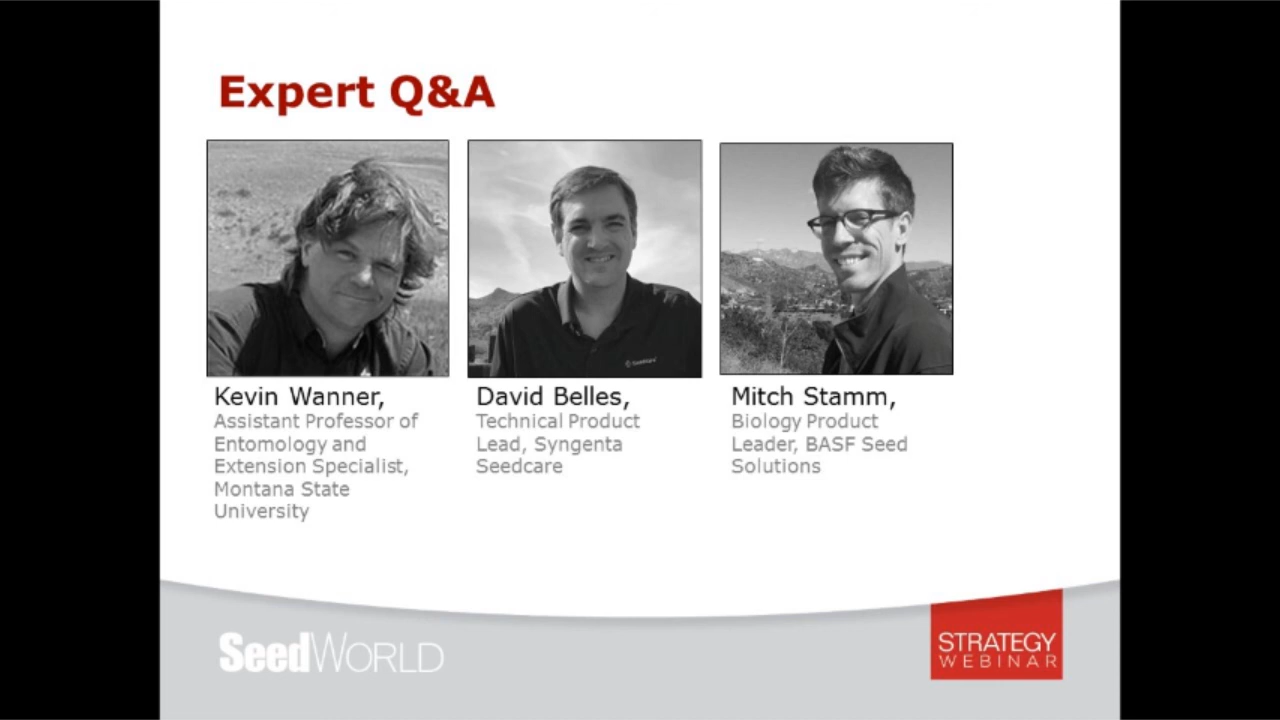 Expert Q&A
Kevin Wanner,
Assistant Professor of
Entomology and
Extension Specialist,
Montana State
University
David Belles,
Technical Product
Lead, Syngenta
Seedcare
Mitch Stamm,
Biology Product
Leader, BASF Seed
Solutions
SeedWORLD
STRATEGY
WEBINAR